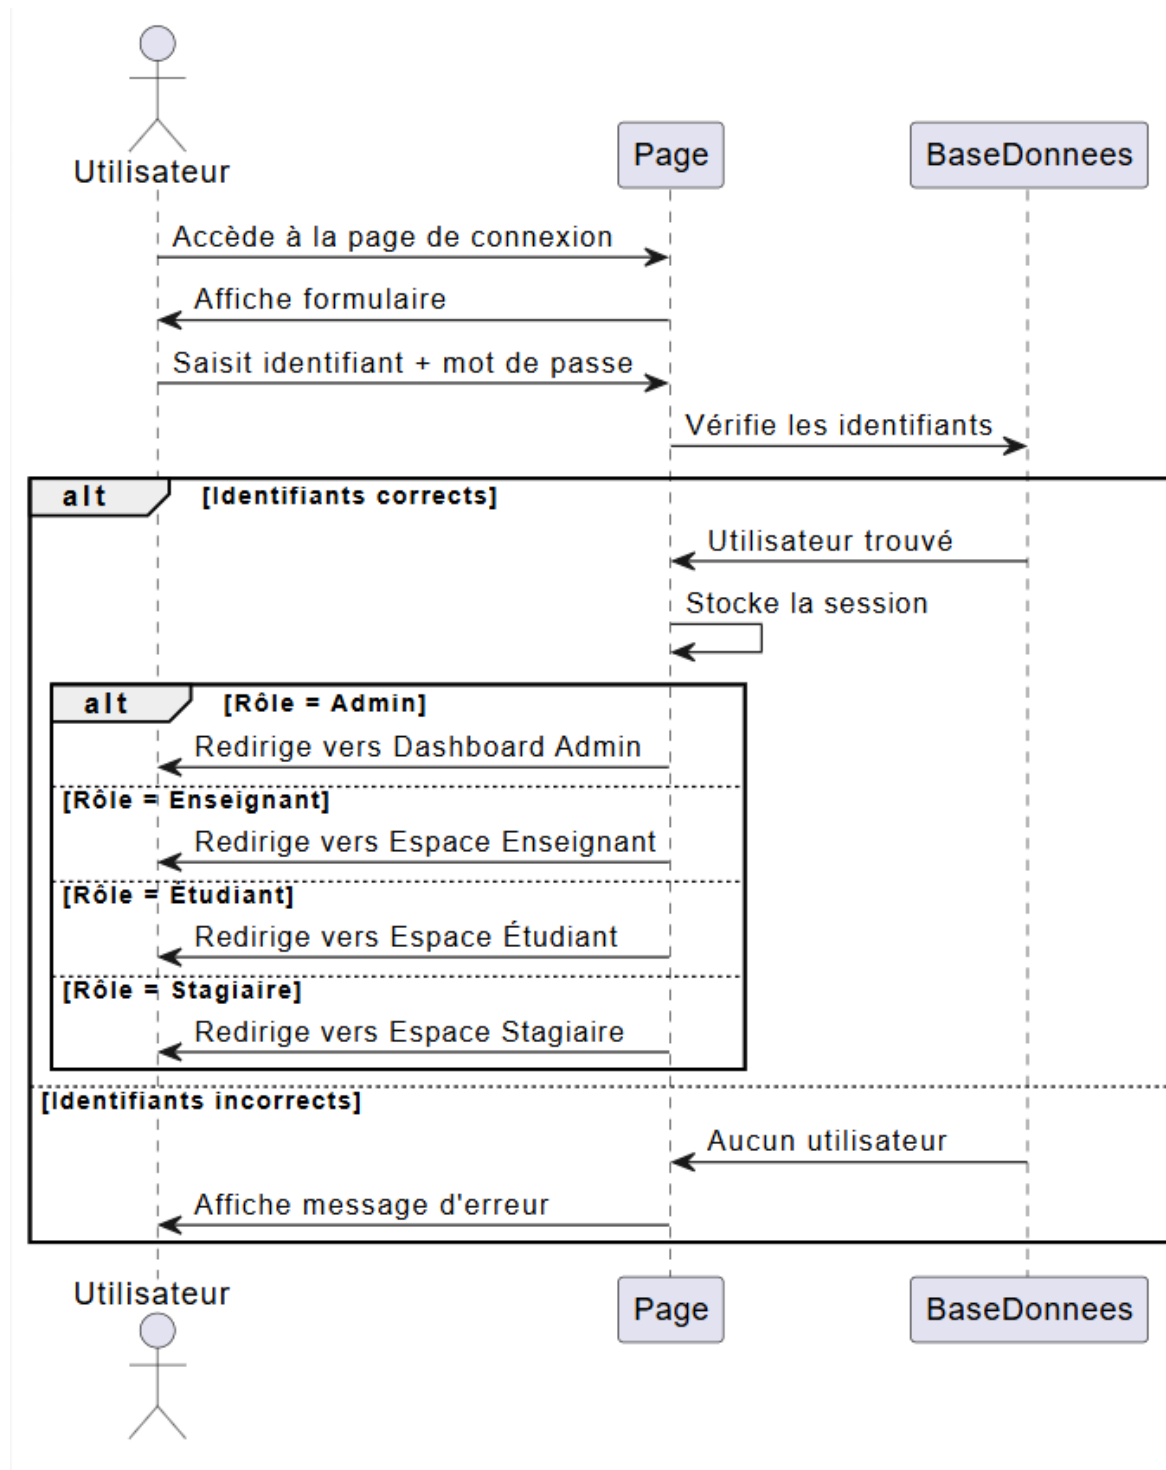 Utilisateur
Page
BaseDonnees
Accède à la page de connexion
Affiche formulaire
Saisit identifiant + mot de passe
Vérifie les identifiants
alt [Identifiants corrects]
Utilisateur trouvé
Stocke la session
alt [Rôle = Admin]
Redirige vers Dashboard Admin
[Rôle = Enseignant]
Redirige vers Espace Enseignant
[Rôle = Étudiant]
Redirige vers Espace Étudiant
[Rôle = Stagiaire]
Redirige vers Espace Stagiaire
[Identifiants incorrects]
Aucun utilisateur
Affiche message d'erreur
Utilisateur
Page
BaseDonnees